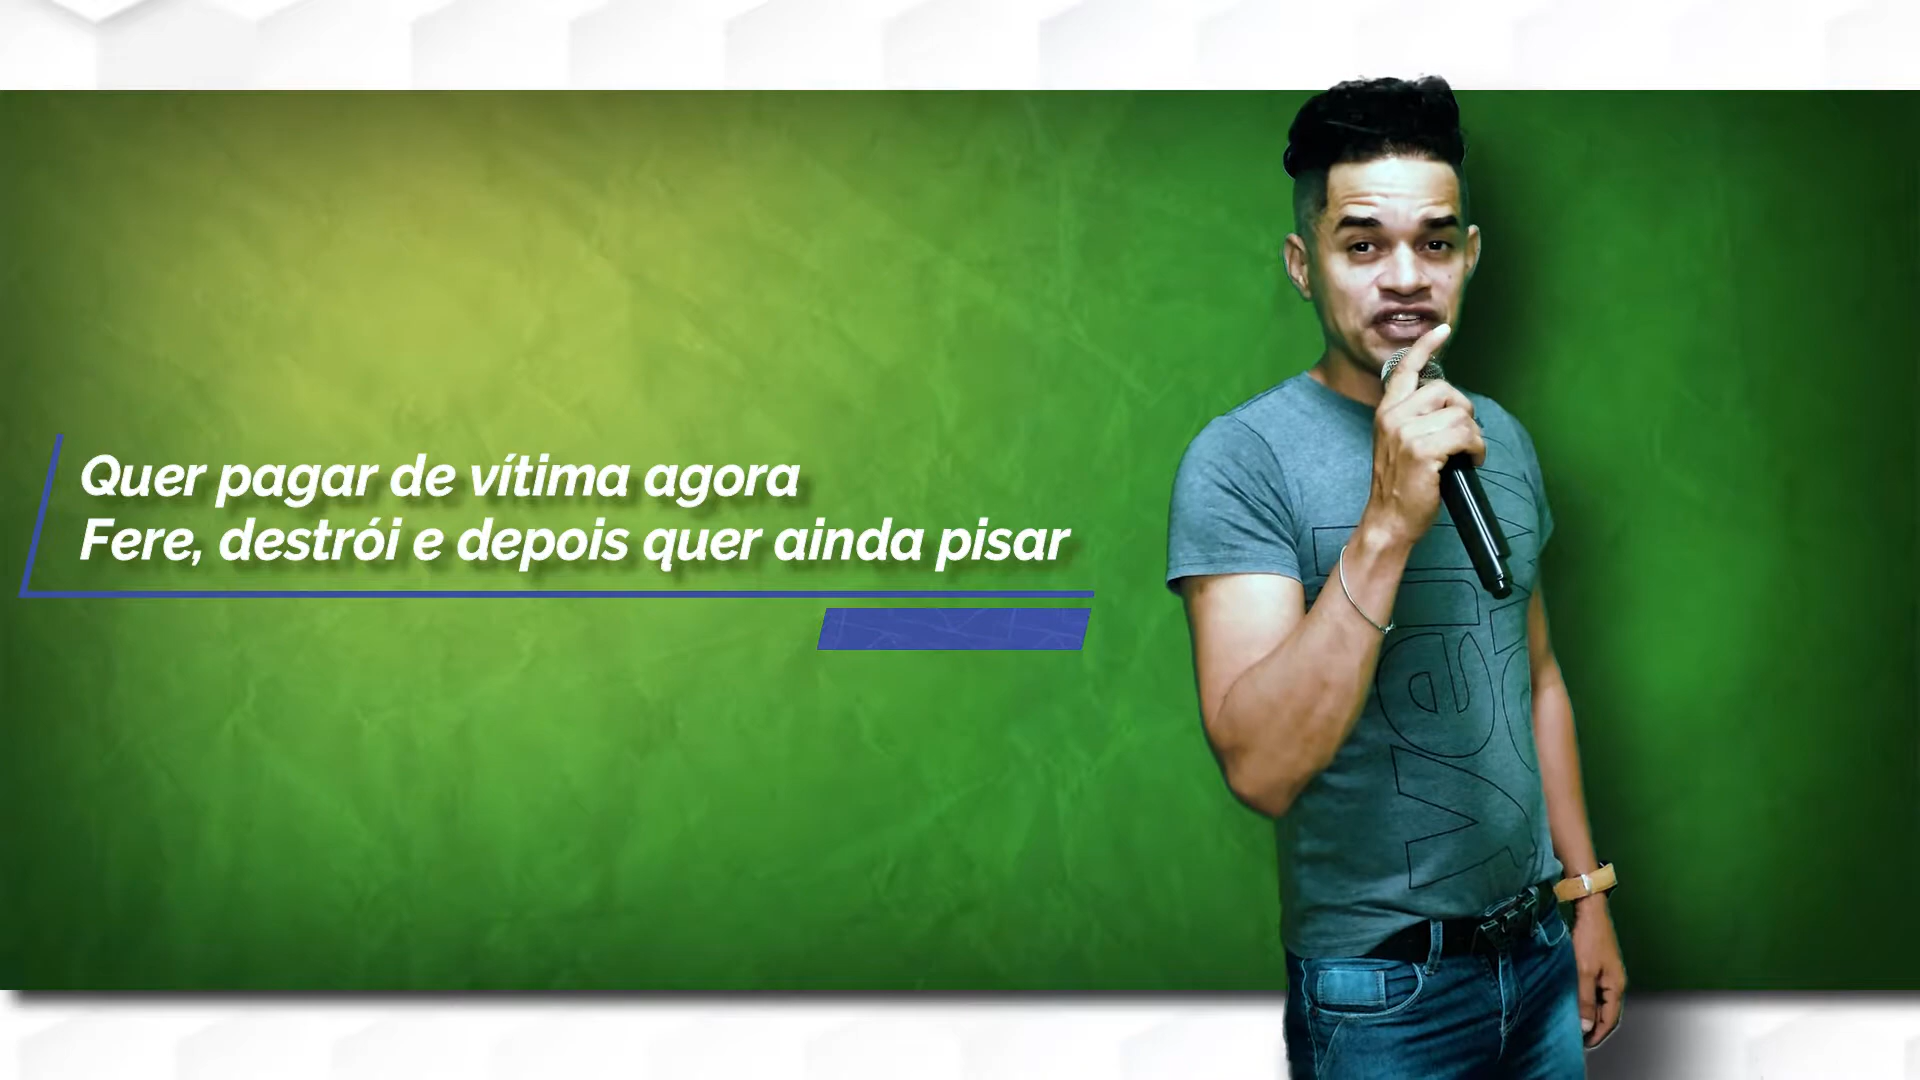 Quer pagar de vítima agora
Fere, destrói e depois quer ainda pisar